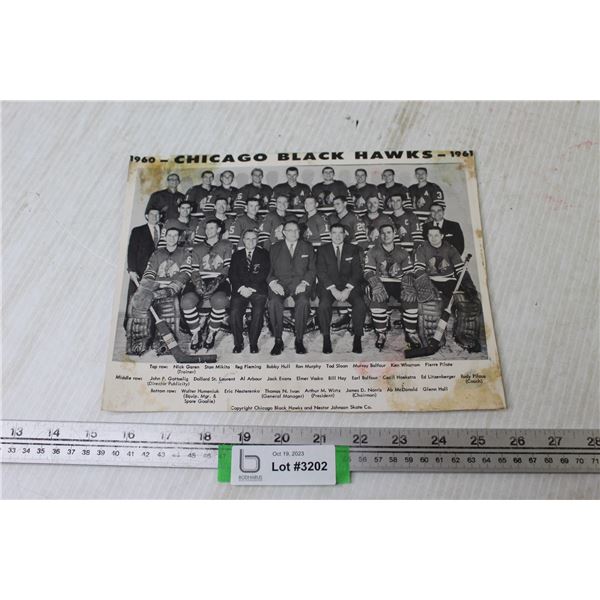 1960 - CHICAGO BLACK HAWKS - 1961
Top row: Nick Garen Stan Mikita Reg Fleming Bobby Hull Ron Murphy Tod Sloan Murray Balfour Ken Wharram Pierre Pilote
(Trainer)
Middle row: John P. Gottselig Dollard St. Laurent Al Arbour Jack Evans Elmer Vasko Bill Hay Earl Balfour Cecil Hoekstra Ed Litzenberger Rudy Pilous
(Director Publicity) (Coach)
Bottom row: Walter Humeniuk Eric Nesterenko Thomas N. Ivan Arthur M. Wirtz James D. Norris Ab McDonald Glenn Hall
(Equip. Mgr. & (General Manager) (President) (Chairman)
Spare Goalie)
Copyright Chicago Black Hawks and Nestor Johnson Skate Co.
13 14 15 16 17 18 19 20 21 22 23 24 25 26 27 28
33 34 35 36 37 38 39 40 41 42 43 44 45 46 47 56 57 58 59 60 61 62 63 64 65 66 67 68 69 70 71
Oct 19, 2023
b
BODNARUS
Lot #3202